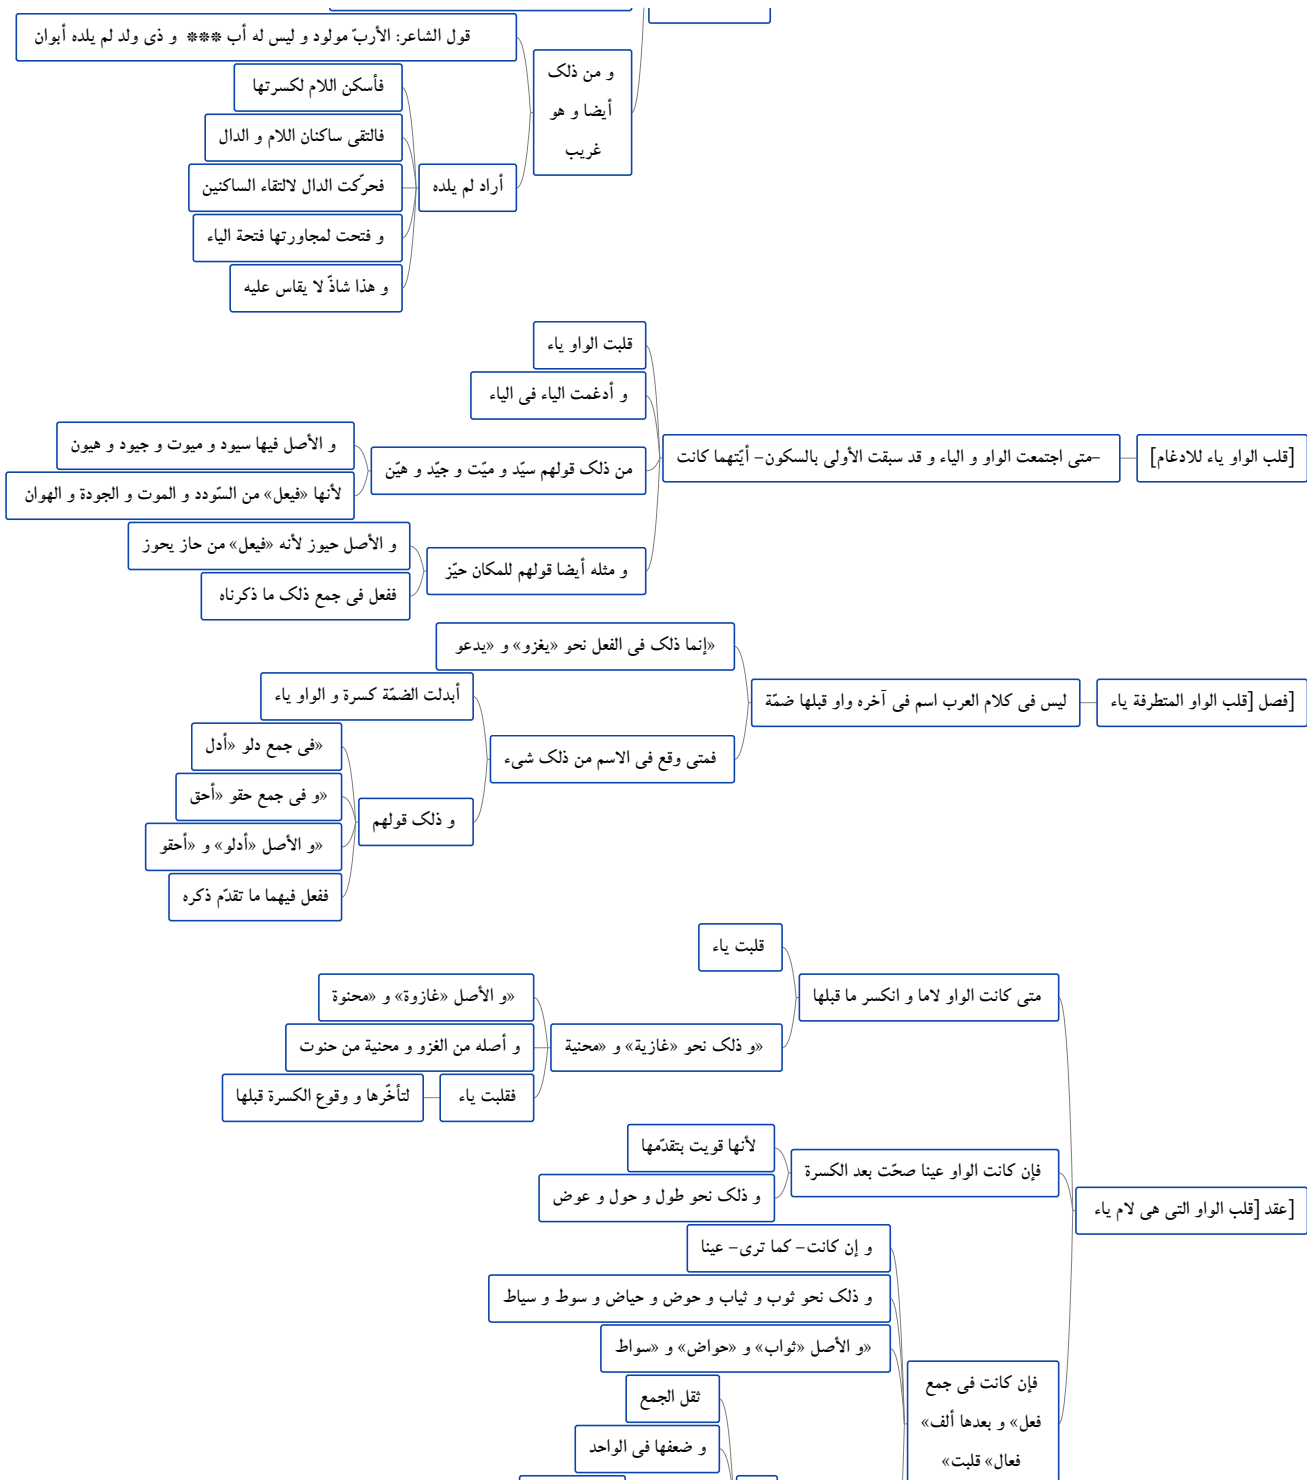 قول الشاعر: الأربّ مولود و ليس له أب *** و ذى ولد لم يلده أبوان
و من ذلک
أيضا و هو
غريب
فأسكن اللام لكسرتها
فالتقى ساكنان اللام و الدال
أراد لم يلده
فحرّكت الدال لالتقاء الساكنين
و فتحت لمجاورتها فتحة الياء
و هذا شاذّ لا يقاس عليه
[قلب الواو ياء للادغام]
–متى اجتمعت الواو و الياء و قد سبقت الأولى بالسكون– أيّتهما كانت
قلبت الواو ياء
و أدغمت الياء فى الياء
من ذلک قولهم سيّد و ميّت و جيّد و هيّن
و الأصل فيها سيود و ميوت و جيود و هيون
لأنها «فيعل» من السّودد و الموت و الجودة و الهوان
و مثله أيضا قولهم للمكان حيّز
و الأصل حيوز لأنه «فيعل» من حاز يحوز
ففعل فى جمع ذلک ما ذكرناه
[فصل [قلب الواو المتطرفة ياء
ليس فى كلام العرب اسم فى آخره واو قبلها ضمّة
«إنما ذلک فى الفعل نحو «يغزو» و «يدعو
فمتى وقع فى الاسم من ذلک شىء
أبدلت الضمّة كسرة و الواو ياء
و ذلک قولهم
«فى جمع دلو «أدل
«و فى جمع حقو «أحق
«و الأصل «أدلو» و «أحقو
ففعل فيهما ما تقدّم ذكره
[عقد [قلب الواو التى هى لام ياء
متى كانت الواو لاما و انكسر ما قبلها
قلبت ياء
«و ذلک نحو «غازية» و «محنية
«و الأصل «غازوة» و «محنوة
و أصله من الغزو و محنية من حنوت
فقلبت ياء
لتأخّرها و وقوع الكسرة قبلها
فإن كانت الواو عينا صحّت بعد الكسرة
لأنها قويت بتقدّمها
و ذلک نحو طول و حول و عوض
فإن كانت فى جمع
فعل» و بعدها ألف»
فعال» قلبت»
و إن كانت– كما ترى– عينا
و ذلک نحو ثوب و ثياب و حوض و حياض و سوط و سياط
«و الأصل «ثواب» و «حواض» و «سواط
ثقل الجمع
و ضعفها فى الواحد